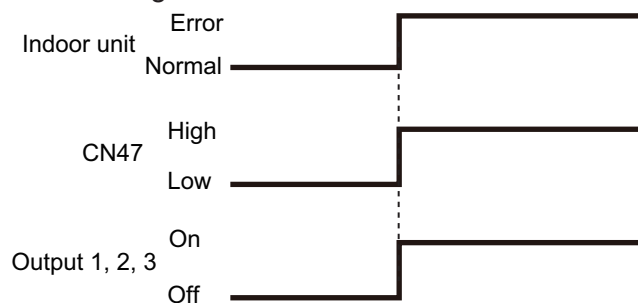 Error
Indoor unit
Normal
High
CN47
Low
On
Output 1, 2, 3
Off